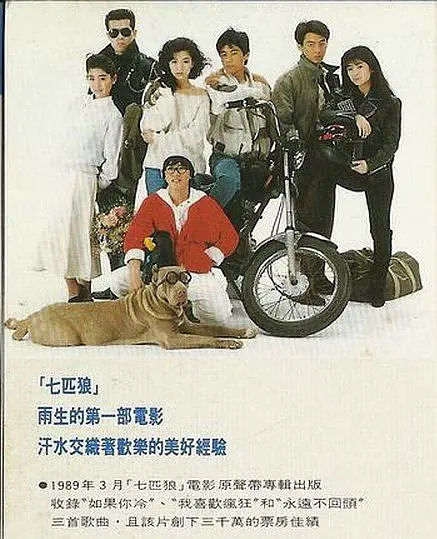 「七匹狼」
雨生的第一部電影
汗水交織著歡樂的美好經驗
●1989年3月「七匹狼」電影原聲帶專輯出版
收錄“如果你冷”、“我喜歡瘋狂”和“永遠不回頭”
三首歌曲，且該片創下三千萬的票房佳績